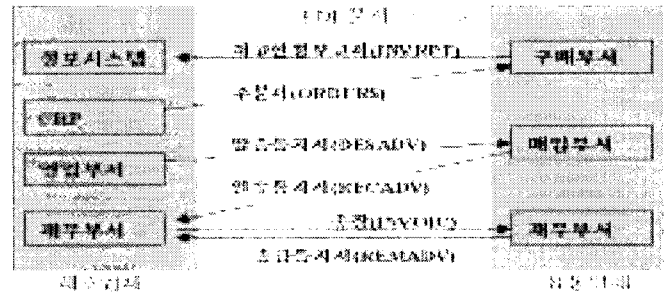 EDI 문서
정보시스템
구매부서
재고현황보고서(INVRPT)
주문서(ORDERS)
CRP
발송통지서(DESADV)
매입부서
영업부서
인수통지서(RECADV)
송장(INVOIC)
재무부서
재무부서
송금통지서(REMADV)
제조업체
유통업체